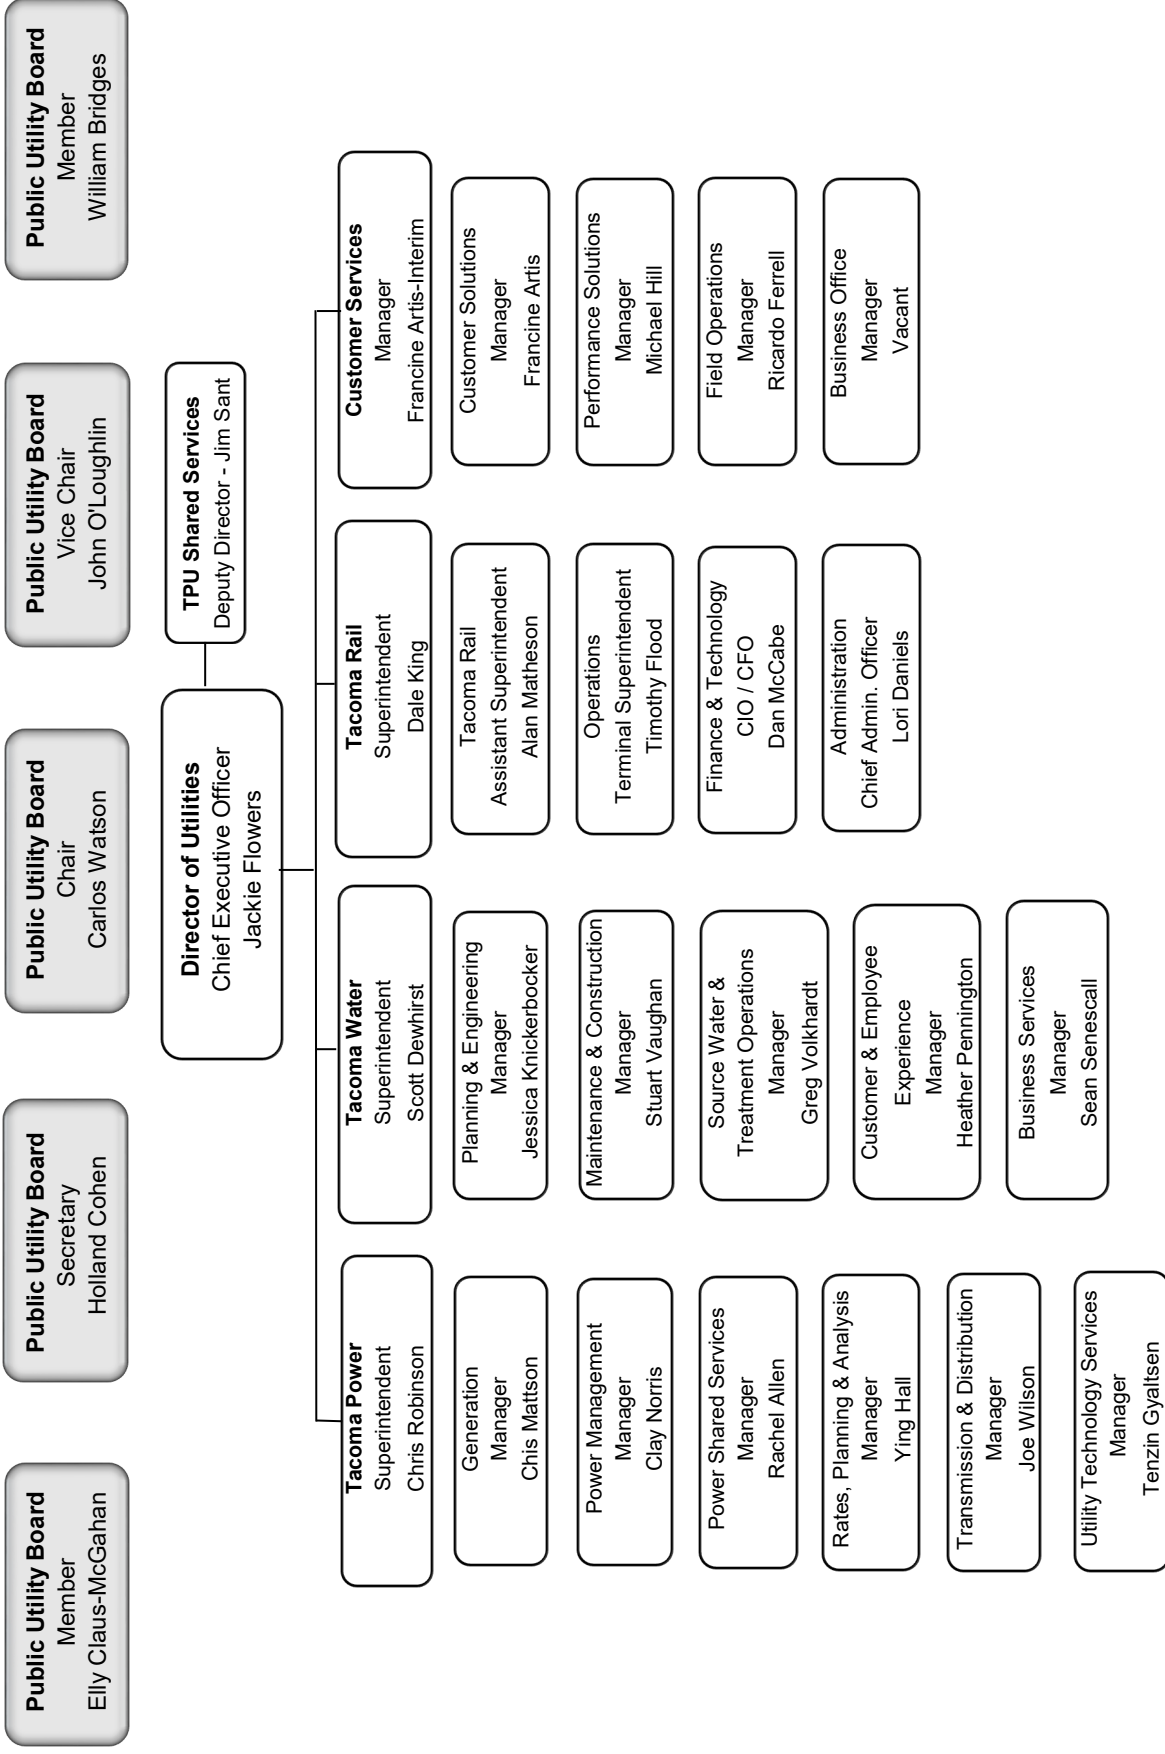 Public Utility Board
Member
Elly Claus-McGahan
Public Utility Board
Secretary
Holland Cohen
Public Utility Board
Chair
Carlos Watson
Public Utility Board
Vice Chair
John O'Loughlin
Public Utility Board
Member
William Bridges
Director of Utilities
Chief Executive Officer
Jackie Flowers
TPU Shared Services
Deputy Director - Jim Sant
Tacoma Power
Superintendent
Chris Robinson
Generation
Manager
Chis Mattson
Power Management
Manager
Clay Norris
Power Shared Services
Manager
Rachel Allen
Rates, Planning & Analysis
Manager
Ying Hall
Transmission & Distribution
Manager
Joe Wilson
Utility Technology Services
Manager
Tenzin Gyaltsen
Tacoma Water
Superintendent
Scott Dewhirst
Planning & Engineering
Manager
Jessica Knickerbocker
Maintenance & Construction
Manager
Stuart Vaughan
Source Water &
Treatment Operations
Manager
Greg Volkhardt
Customer & Employee
Experience
Manager
Heather Pennington
Business Services
Manager
Sean Senescall
Tacoma Rail
Superintendent
Dale King
Tacoma Rail
Assistant Superintendent
Alan Matheson
Operations
Terminal Superintendent
Timothy Flood
Finance & Technology
CIO / CFO
Dan McCabe
Administration
Chief Admin. Officer
Lori Daniels
Customer Services
Manager
Francine Artis-Interim
Customer Solutions
Manager
Francine Artis
Performance Solutions
Manager
Michael Hill
Field Operations
Manager
Ricardo Ferrell
Business Office
Manager
Vacant